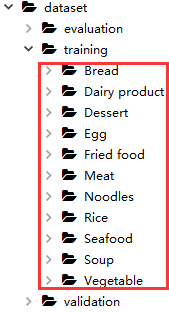 dataset
evaluation
training
Bread
Dairy product
Dessert
Egg
Fried food
Meat
Noodles
Rice
Seafood
Soup
Vegetable
validation